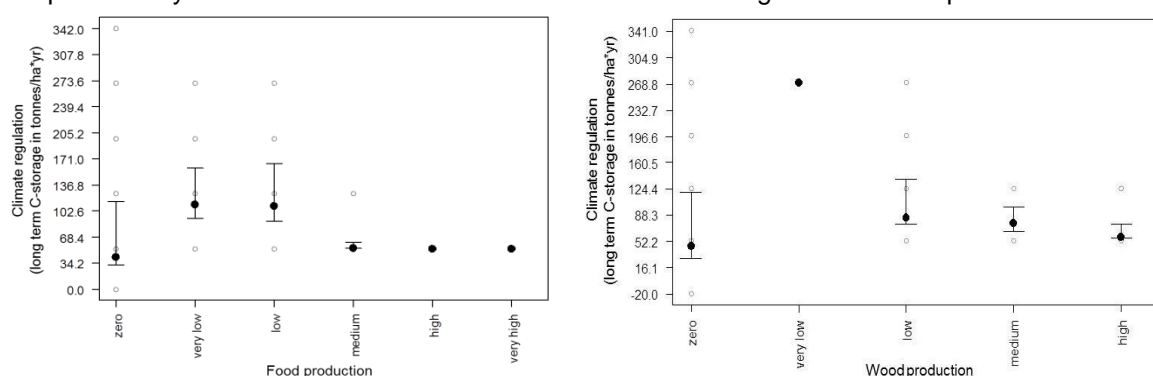 Climate regulation
(long term C-storage in tonnes/ha*yr)
342.0
307.8
273.6
239.4
205.2
171.0
136.8
102.6
68.4
34.2
0.0
zero
very low
low
medium
high
very high
Food production
Climate regulation
(long term C-storage in tonnes/ha*yr)
341.0
304.9
268.8
232.7
196.6
160.5
124.4
88.3
52.2
16.1
-20.0
zero
very low
low
medium
high
Wood production